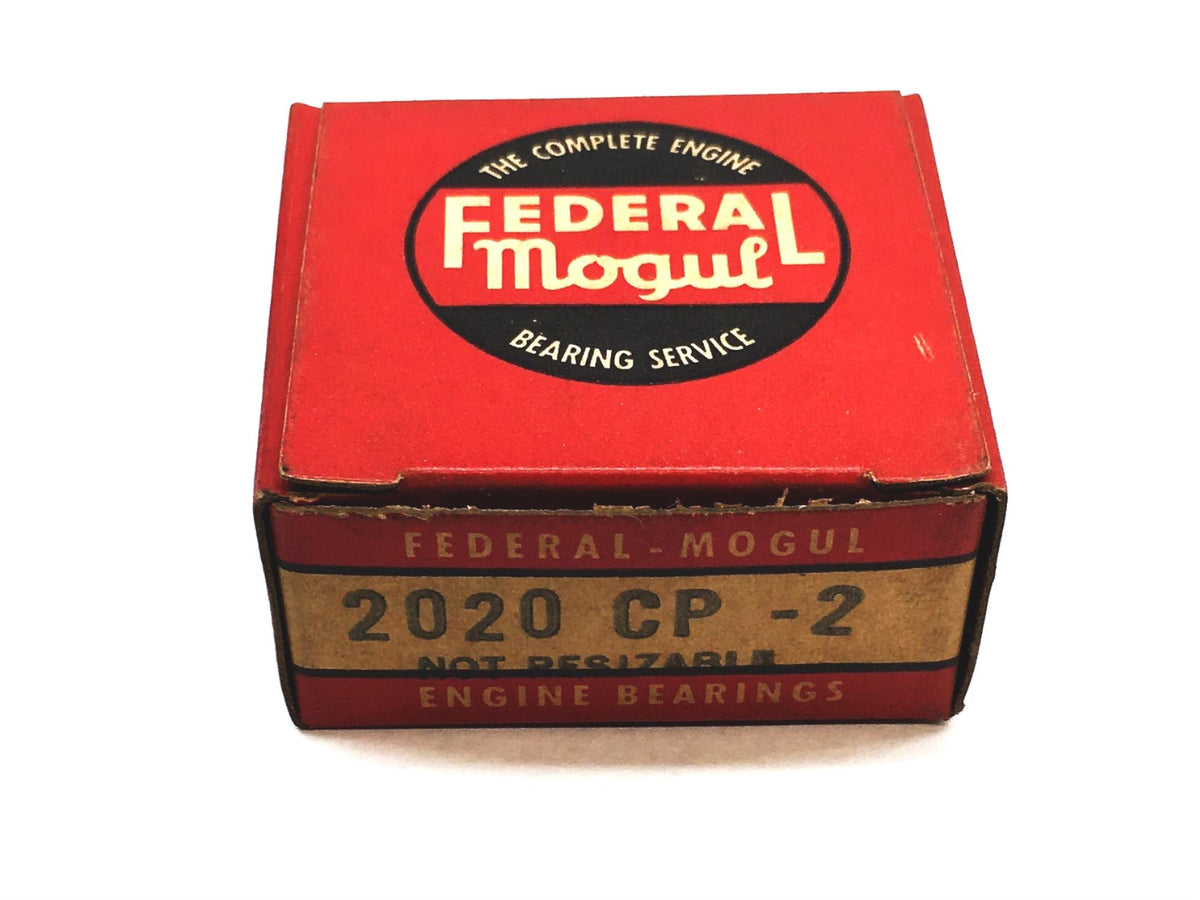 THE COMPLETE ENGINE
FEDERAL
Mogul
BEARING SERVICE
FEDERAL-MOGUL
2020 CP -2
NOT RESIZABLE
ENGINE BEARINGS